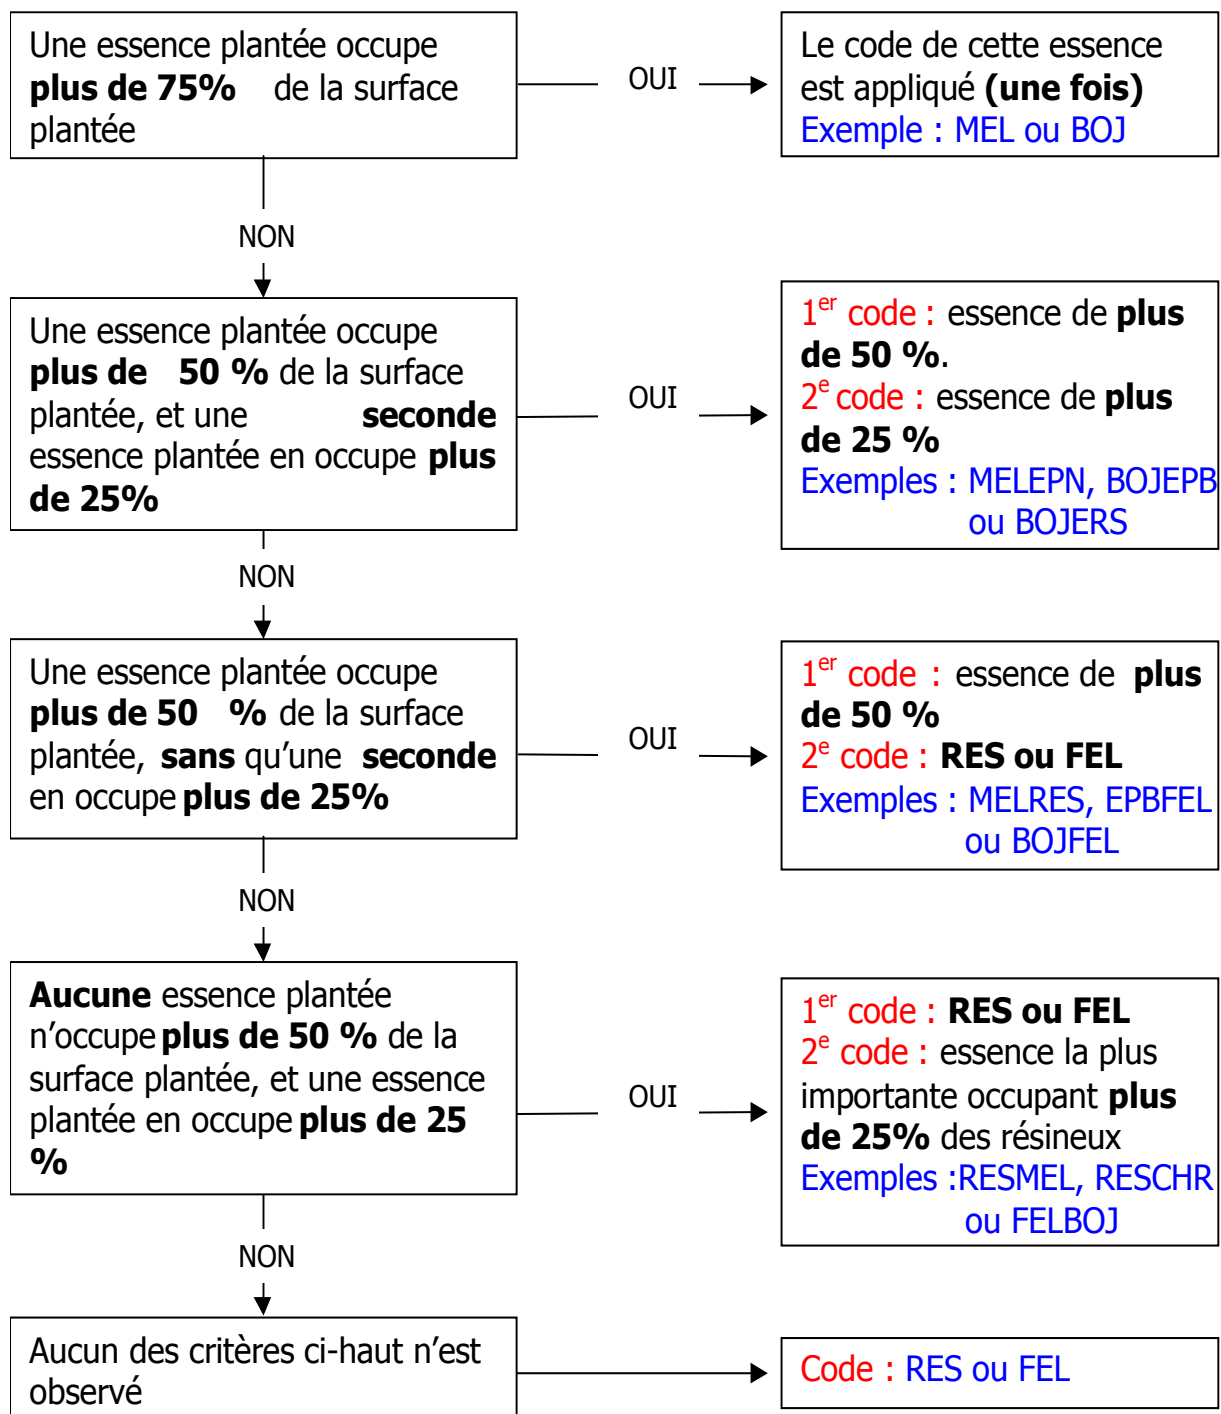 Une essence plantée occupe
plus de 75% de la surface
plantée
OUI
Le code de cette essence
est appliqué (une fois)
Exemple : MEL ou BOJ
NON
Une essence plantée occupe
plus de 50 % de la surface
plantée, et une seconde
essence plantée en occupe plus
de 25%
OUI
1er code : essence de plus
de 50 %.
2e code : essence de plus
de 25 %
Exemples : MELEPN, BOJEPB
ou BOJERS
NON
Une essence plantée occupe
plus de 50 % de la surface
plantée, sans qu’une seconde
en occupe plus de 25%
OUI
1er code : essence de plus
de 50 %
2e code : RES ou FEL
Exemples : MELRES, EPBFEL
ou BOJFEL
NON
Aucune essence plantée
n’occupe plus de 50 % de la
surface plantée, et une essence
plantée en occupe plus de 25
%
OUI
1er code : RES ou FEL
2e code : essence la plus
importante occupant plus
de 25% des résineux
Exemples :RESMEL, RESCHR
ou FELBOJ
NON
Aucun des critères ci-haut n’est
observé
Code : RES ou FEL